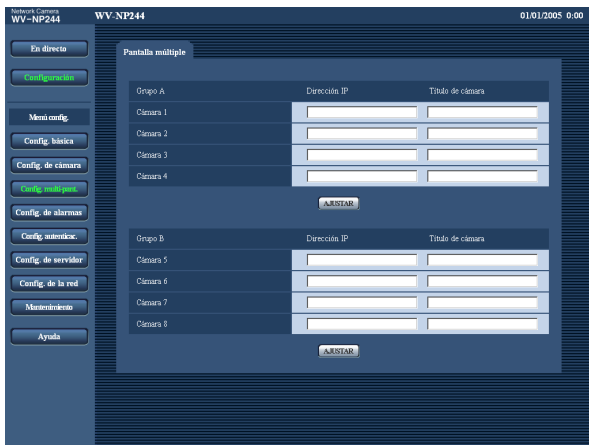 Network Camera
WV-NP244
WV-NP244
01/01/2005 0:00
En directo
Configuración
Menú config.
Config. básica
Config. de cámara
Config. multi-pant.
Config. de alarmas
Config. autenticac.
Config. de servidor
Config. de la red
Mantenimiento
Ayuda
Pantalla múltiple
Grupo A Dirección IP Título de cámara
Cámara 1
Cámara 2
Cámara 3
Cámara 4
AJUSTAR
Grupo B Dirección IP Título de cámara
Cámara 5
Cámara 6
Cámara 7
Cámara 8
AJUSTAR